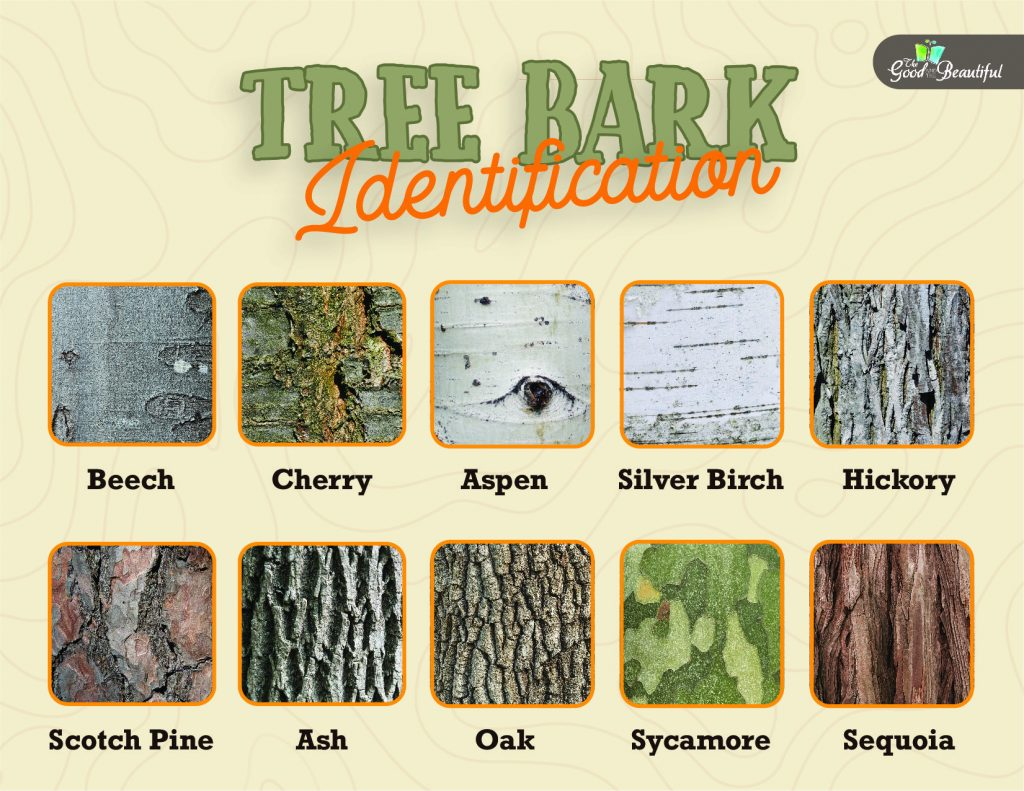 The Good and the Beautiful
TREE BARK
Identification
Beech Cherry Aspen Silver Birch Hickory
Scotch Pine Ash Oak Sycamore Sequoia